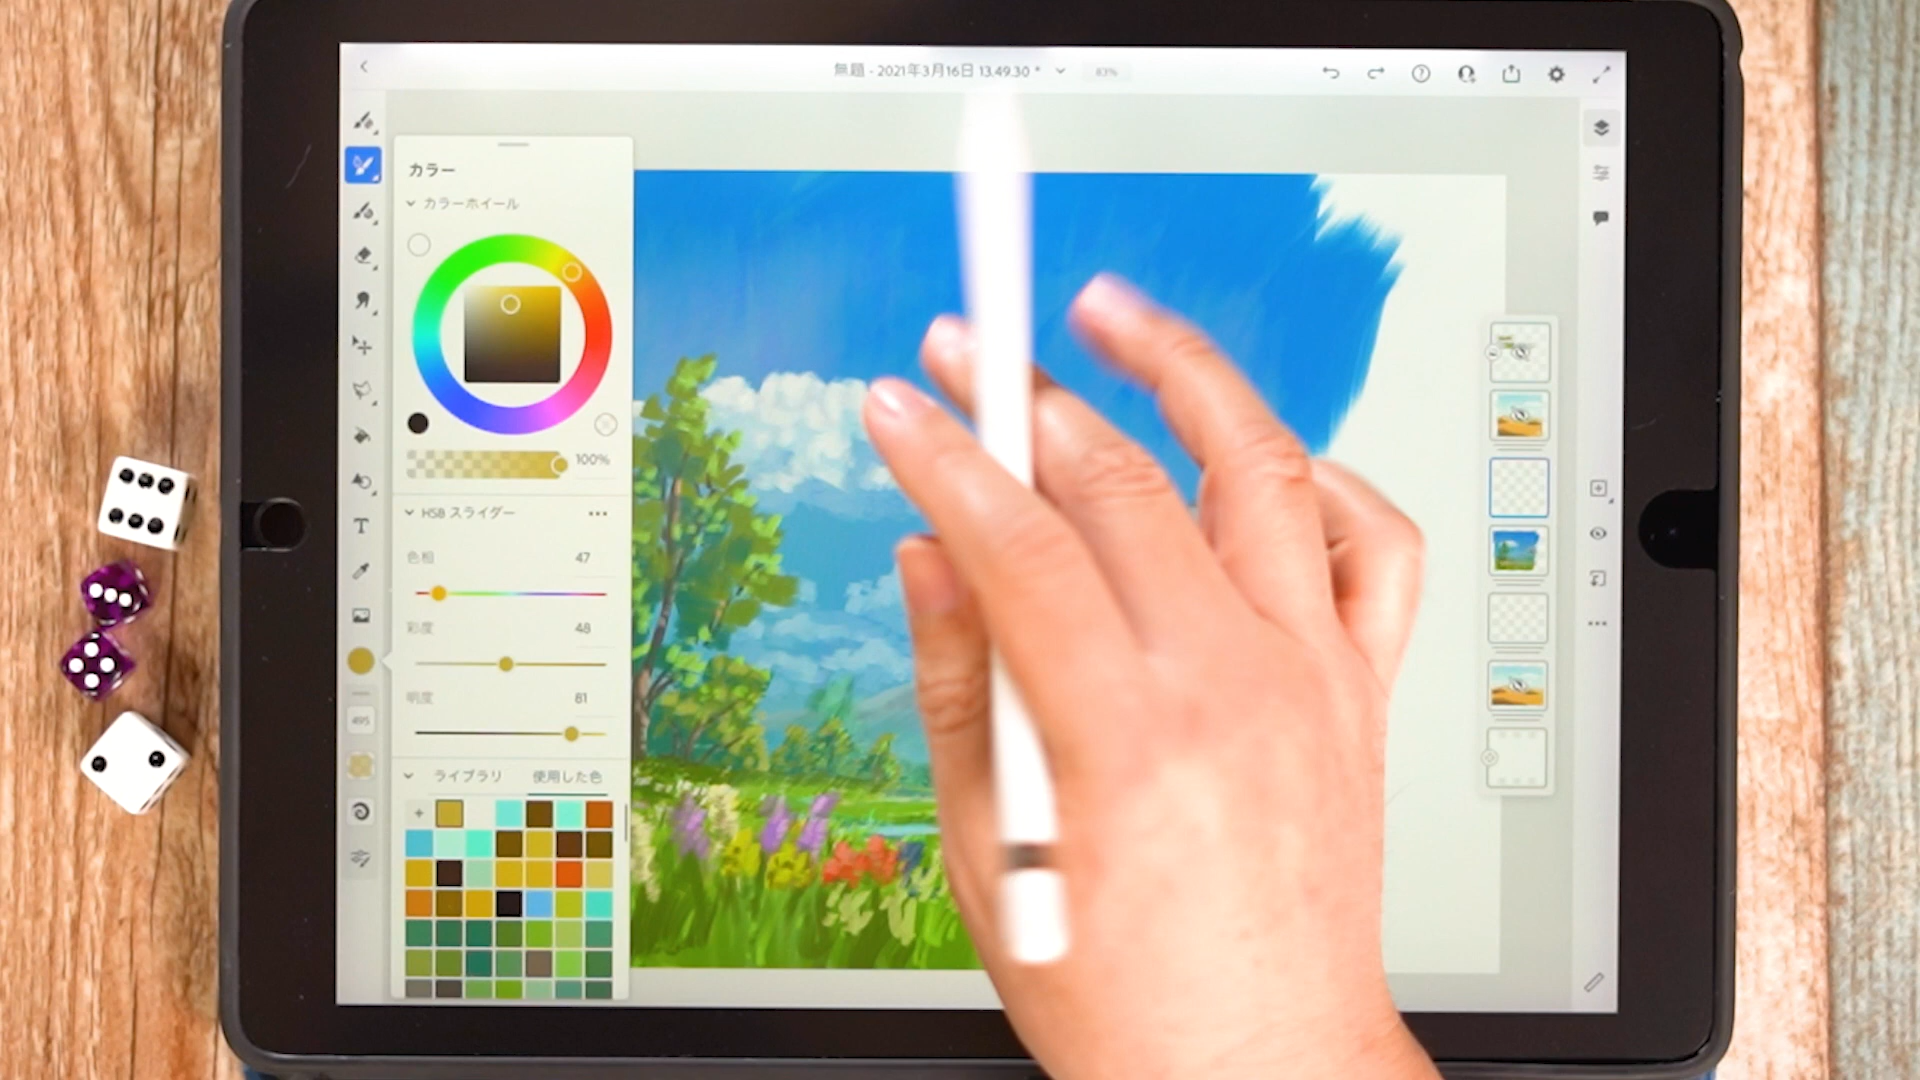 無題 - 2021年3月16日 13.49.30 *
83%
カラー
カラーホイール
100%
HSB スライダー
色相 47
彩度 48
明度 81
495
ライブラリ 使用した色
T